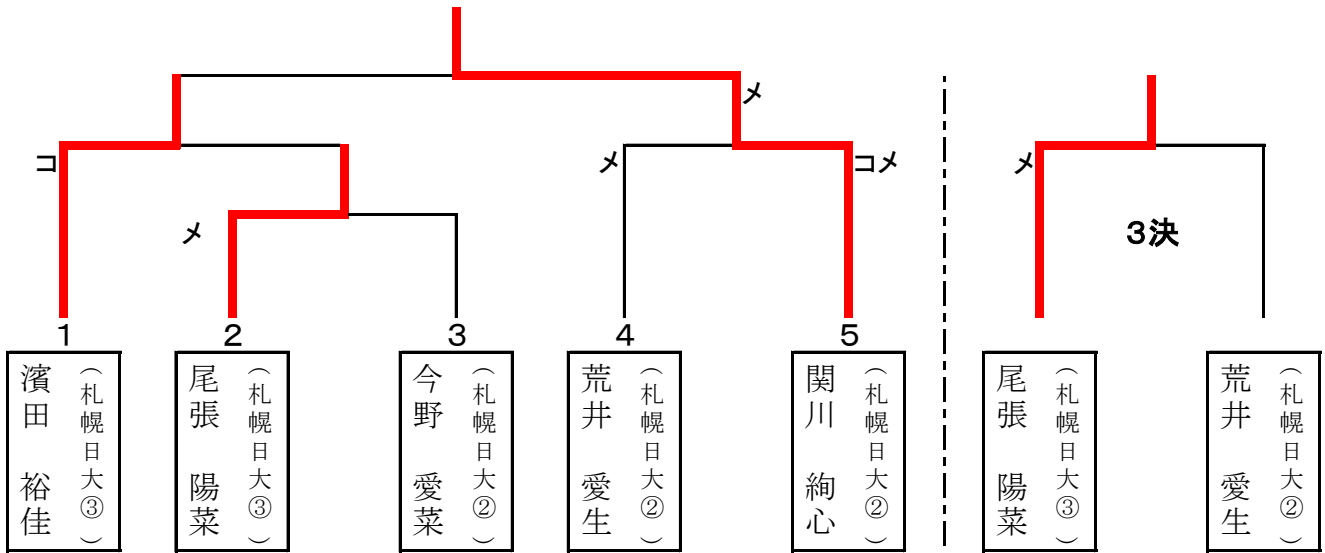 メ
コ
メ
コメ
メ
メ
3決
1
2
3
4
5
濱田 裕佳
(札幌日大③)
尾張 陽菜
(札幌日大③)
今野 愛菜
(札幌日大②)
荒井 愛生
(札幌日大②)
関川 絢心
(札幌日大②)
尾張 陽菜
(札幌日大③)
荒井 愛生
(札幌日大②)